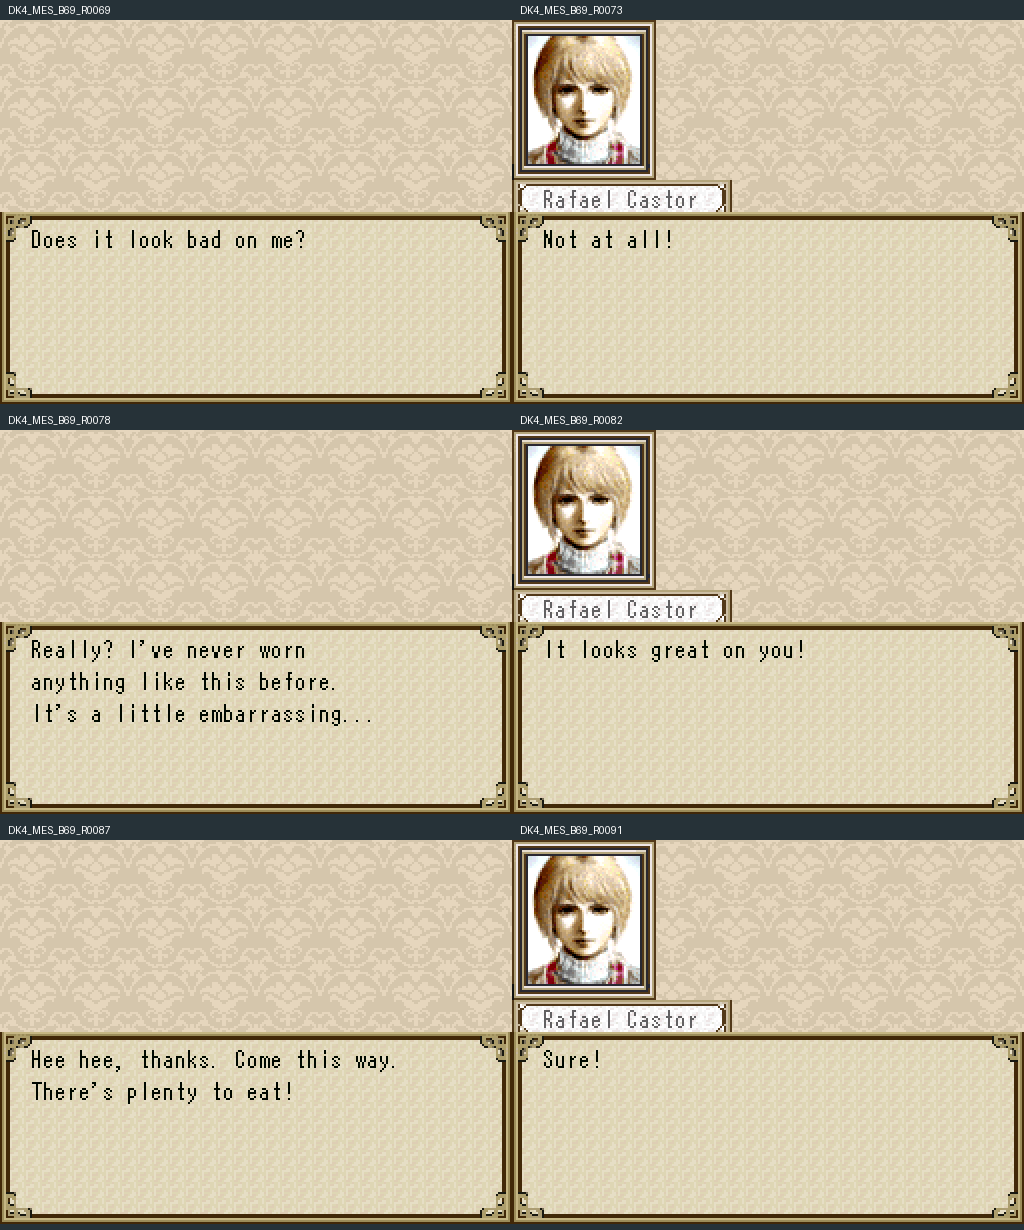 DK4_MES_B69_R0069
Does it look bad on me?
DK4_MES_B69_R0073
Rafael Castor
Not at all!
DK4_MES_B69_R0078
Really? I've never worn
anything like this before.
It's a little embarrassing...
DK4_MES_B69_R0082
Rafael Castor
It looks great on you!
DK4_MES_B69_R0087
Hee hee, thanks. Come this way.
There's plenty to eat!
DK4_MES_B69_R0091
Rafael Castor
Sure!